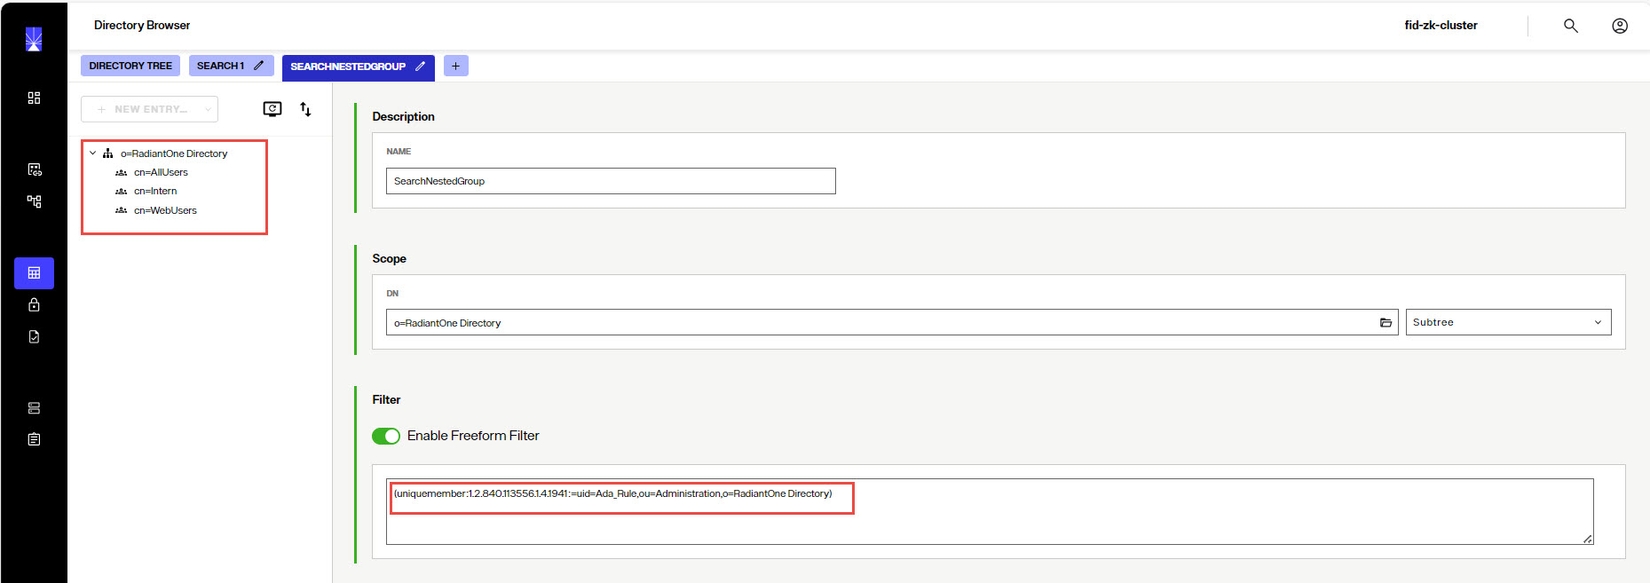 Directory Browser
fid-zk-cluster
DIRECTORY TREE
SEARCH 1
SEARCHNESTEDGROUP
+
+ NEW ENTRY...
o=RadiantOne Directory
cn=AllUsers
cn=Intern
cn=WebUsers
Description
NAME
SearchNestedGroup
Scope
DN
o=RadiantOne Directory
Subtree
Filter
Enable Freeform Filter
(uniquemember:1.2.840.113556.1.4.1941:=uid=Ada_Rule,ou=Administration,o=RadiantOne Directory)